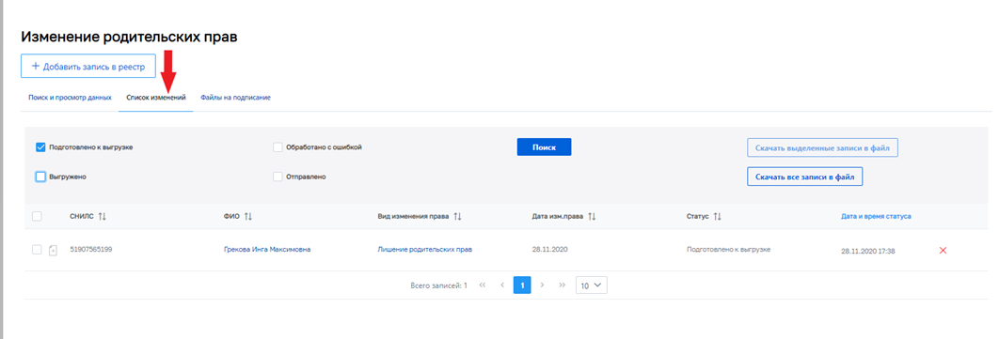 Изменение родительских прав
+ Добавить запись в реестр
Поиск и просмотр данных Список изменений Файлы на подписание
Подготовлено к выгрузке Обработано с ошибкой Поиск Скачать выделенные записи в файл
Выгружено Отправлено Скачать все записи в файл
СНИЛС ФИО Вид изменения права Дата изм.права Статус Дата и время статуса
51907565199 Грекова Инга Максимовна Лишение родительских прав 28.11.2020 Подготовлено к выгрузке 28.11.2020 17:38
Всего записей: 1 « ‹ 1 › » 10